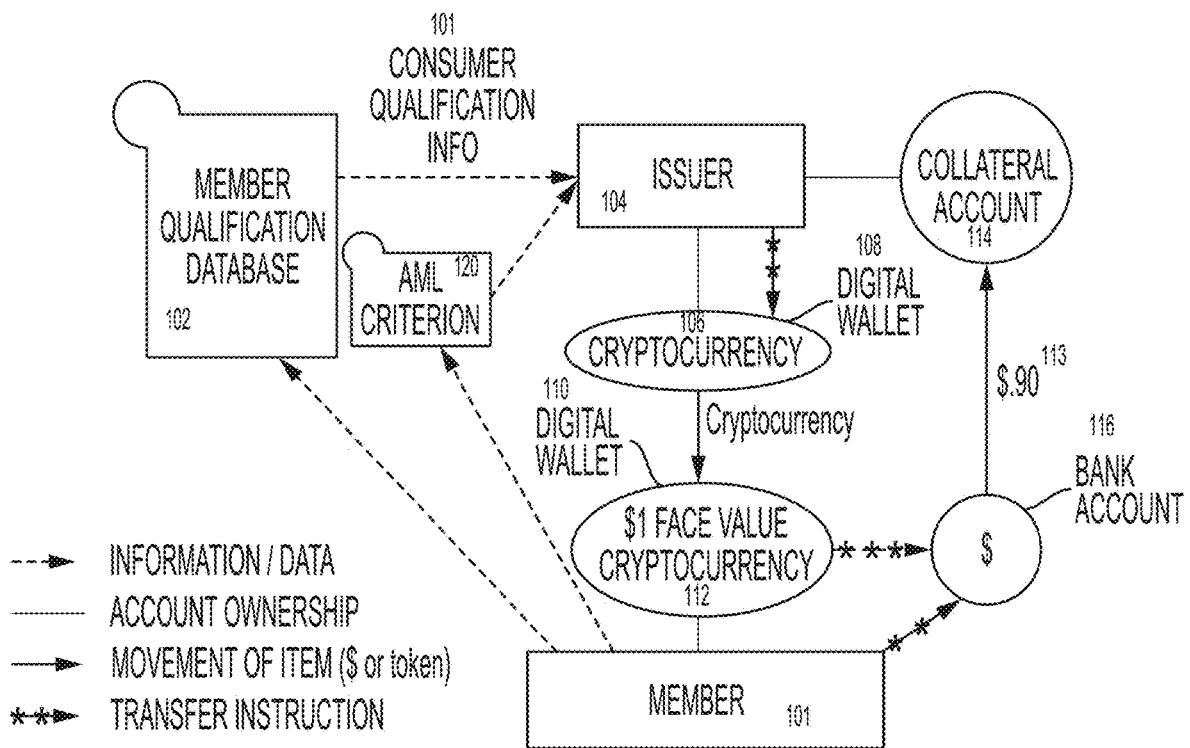 101
CONSUMER
QUALIFICATION
INFO
MEMBER
QUALIFICATION
DATABASE
102
AML 120
CRITERION
ISSUER
104
COLLATERAL
ACCOUNT
114
108
DIGITAL
WALLET
106
CRYPTOCURRENCY
110
DIGITAL
WALLET
Cryptocurrency
$.90 113
116
BANK
ACCOUNT
$1 FACE VALUE
CRYPTOCURRENCY
112
$
MEMBER
101
INFORMATION / DATA
ACCOUNT OWNERSHIP
MOVEMENT OF ITEM ($ or token)
TRANSFER INSTRUCTION